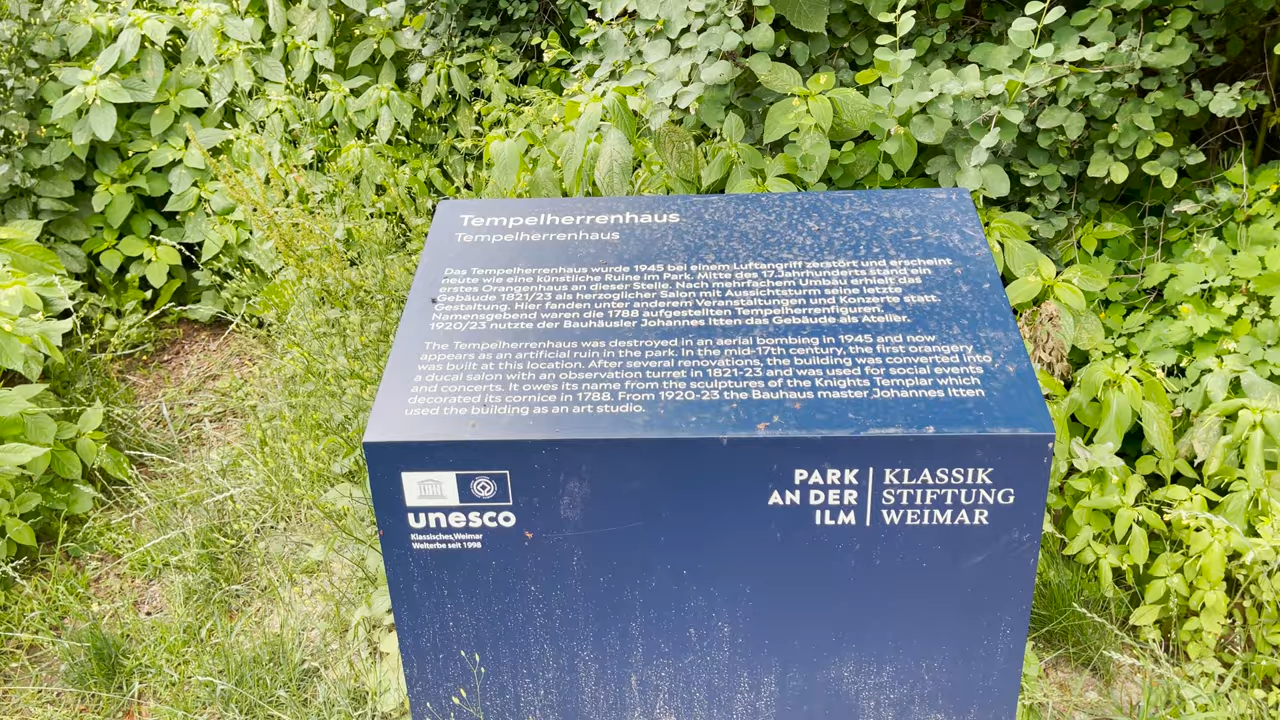 Tempelherrenhaus
Tempelherrenhaus
Das Tempelherrenhaus wurde 1945 bei einem Luftangriff zerstört und erscheint
heute wie eine künstliche Ruine im Park. Mitte des 17. Jahrhunderts stand ein
erstes Orangenhaus an dieser Stelle. Nach mehrfachem Umbau erhielt das
Gebäude 1821/23 als herzoglicher Salon mit Aussichtsturm seine letzte
Gestaltung. Hier fanden unter anderem Veranstaltungen und Konzerte statt.
Namensgebend waren die 1788 aufgestellten Tempelherrenfiguren.
1920/23 nutzte der Bauhäusler Johannes Itten das Gebäude als Atelier.
The Tempelherrenhaus was destroyed in an aerial bombing in 1945 and now
appears as an artificial ruin in the park. In the mid-17th century, the first orangery
was built at this location. After several renovations, the building was converted into
a ducal salon with an observation turret in 1821-23 and was used for social events
and concerts. It owes its name from the sculptures of the Knights Templar which
decorated its cornice in 1788. From 1920-23 the Bauhaus master Johannes Itten
used the building as an art studio.
unesco
Klassisches Weimar
Welterbe seit 1998
PARK
AN DER
ILM
KLASSIK
STIFTUNG
WEIMAR